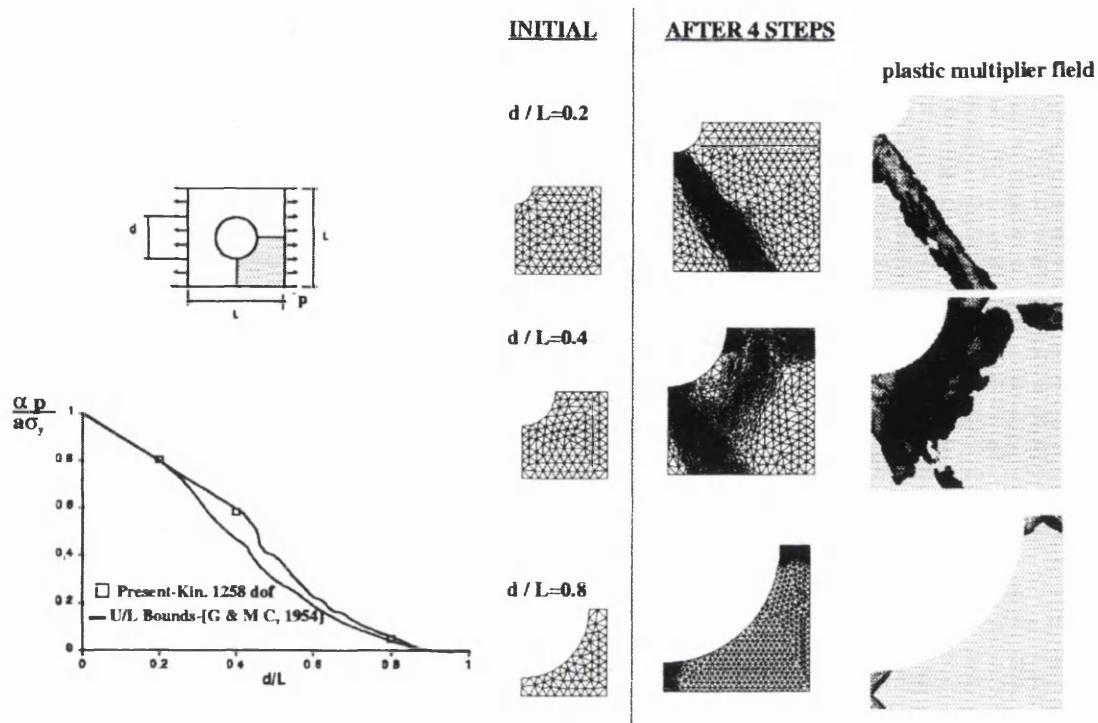 INITIAL
AFTER 4 STEPS
plastic multiplier field
d / L=0.2
d
L
L
p
d / L=0.4
α p
aσy
1
0.8
0.6
0.4
0.2
0
Present-Kin. 1258 dof
U/L Bounds-[G & M C, 1954]
0
0.2
0.4
0.6
0.8
1
d/L
d / L=0.8